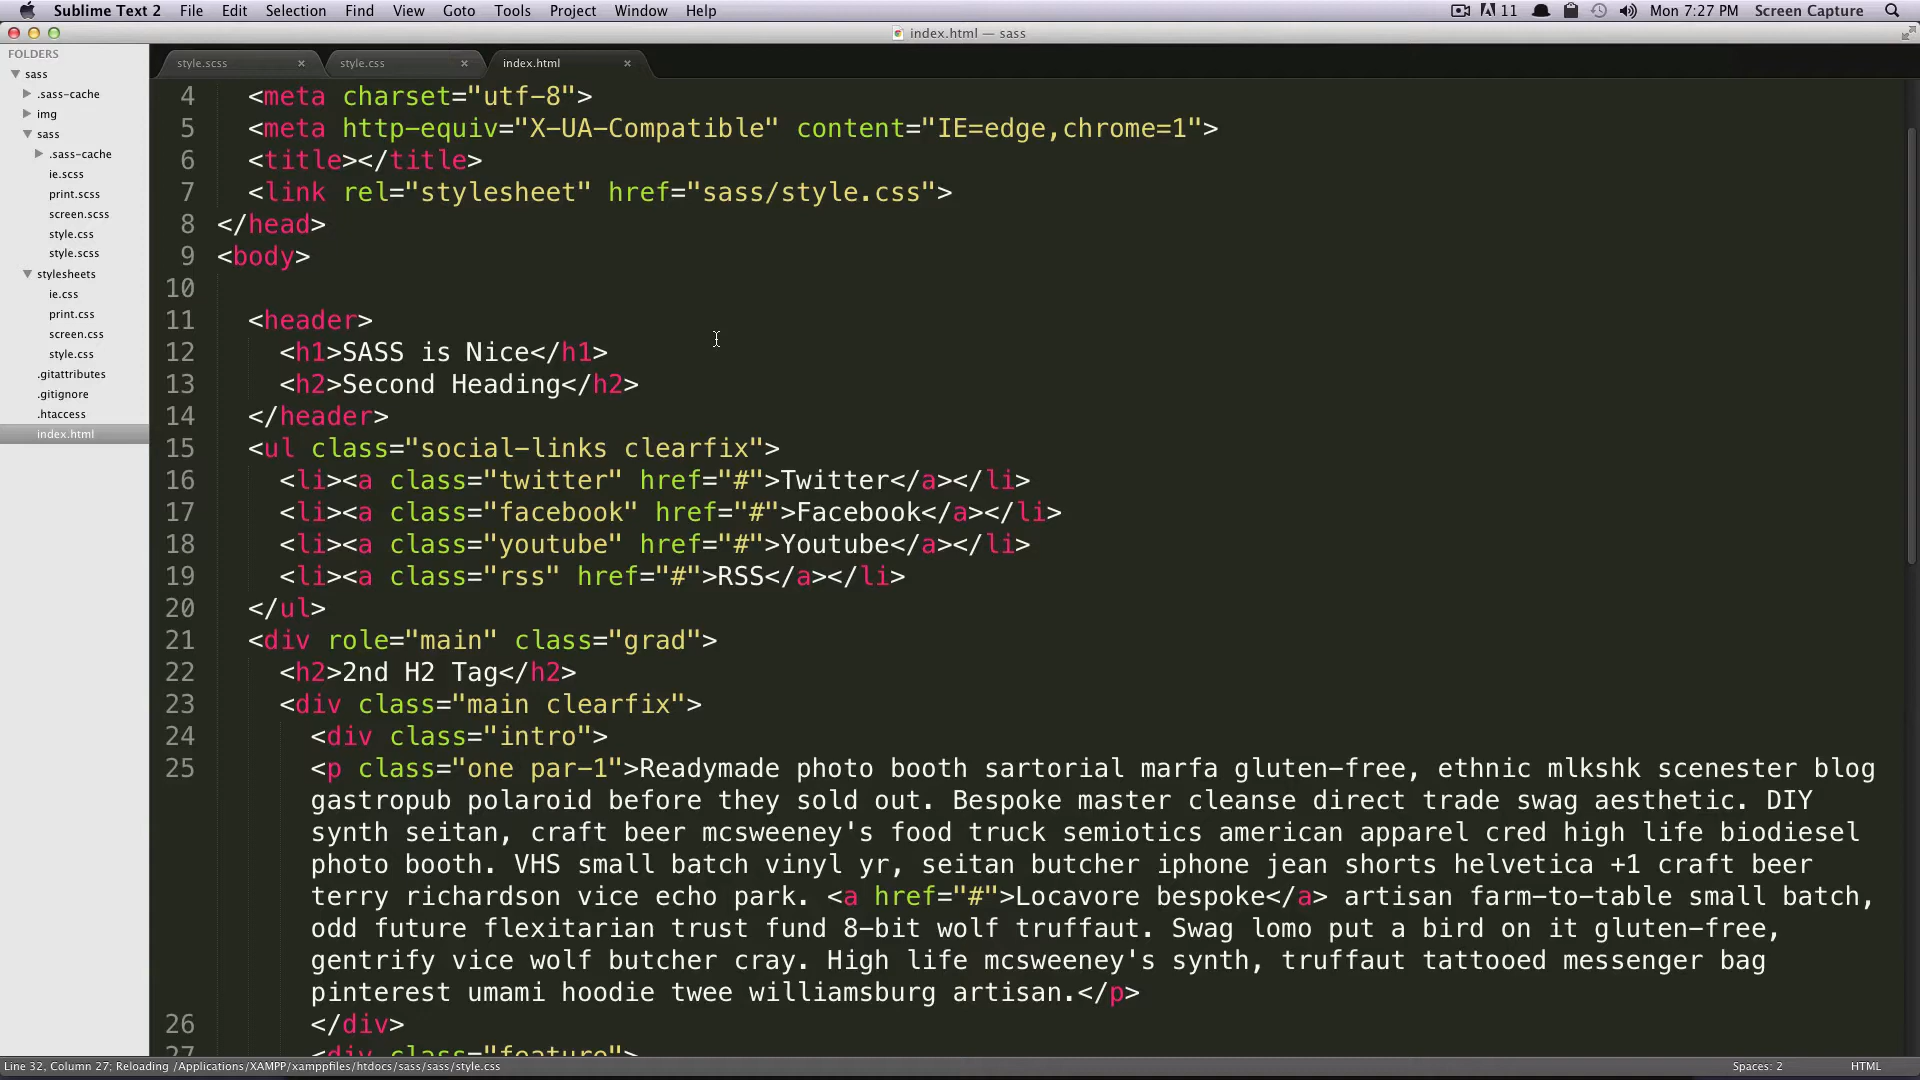 Sublime Text 2 File Edit Selection Find View Goto Tools Project Window Help 11 Mon 7:27 PM Screen Capture
index.html — sass
FOLDERS
sass
.sass-cache
img
sass
.sass-cache
ie.scss
print.scss
screen.scss
style.css
style.scss
stylesheets
ie.css
print.css
screen.css
style.css
.gitattributes
.gitignore
.htaccess
index.html
style.scss style.css index.html
4 <meta charset="utf-8">
5 <meta http-equiv="X-UA-Compatible" content="IE=edge,chrome=1">
6 <title></title>
7 <link rel="stylesheet" href="sass/style.css">
8 </head>
9 <body>
10
11 <header>
12 <h1>SASS is Nice</h1>
13 <h2>Second Heading</h2>
14 </header>
15 <ul class="social-links clearfix">
16 <li><a class="twitter" href="#">Twitter</a></li>
17 <li><a class="facebook" href="#">Facebook</a></li>
18 <li><a class="youtube" href="#">Youtube</a></li>
19 <li><a class="rss" href="#">RSS</a></li>
20 </ul>
21 <div role="main" class="grad">
22 <h2>2nd H2 Tag</h2>
23 <div class="main clearfix">
24 <div class="intro">
25 <p class="one par-1">Readymade photo booth sartorial marfa gluten-free, ethnic mlkshk scenester blog
gastropub polaroid before they sold out. Bespoke master cleanse direct trade swag aesthetic. DIY
synth seitan, craft beer mcsweeney's food truck semiotics american apparel cred high life biodiesel
photo booth. VHS small batch vinyl yr, seitan butcher iphone jean shorts helvetica +1 craft beer
terry richardson vice echo park. <a href="#">Locavore bespoke</a> artisan farm-to-table small batch,
odd future flexitarian trust fund 8-bit wolf truffaut. Swag lomo put a bird on it gluten-free,
gentrify vice wolf butcher cray. High life mcsweeney's synth, truffaut tattooed messenger bag
pinterest umami hoodie twee williamsburg artisan.</p>
26 </div>
27 <div class="feature">
Line 32, Column 27; Reloading /Applications/XAMPP/xamppfiles/htdocs/sass/sass/style.css Spaces: 2 HTML